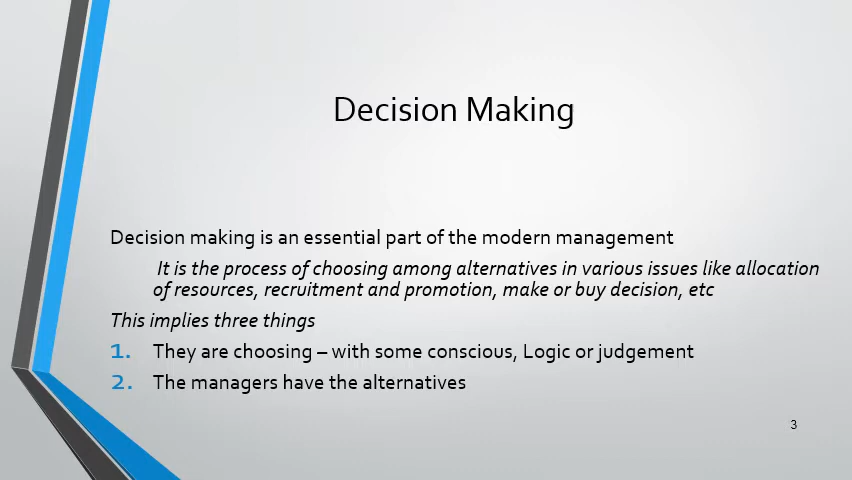 Decision Making
Decision making is an essential part of the modern management
It is the process of choosing among alternatives in various issues like allocation
of resources, recruitment and promotion, make or buy decision, etc
This implies three things
1. They are choosing – with some conscious, Logic or judgement
2. The managers have the alternatives
3